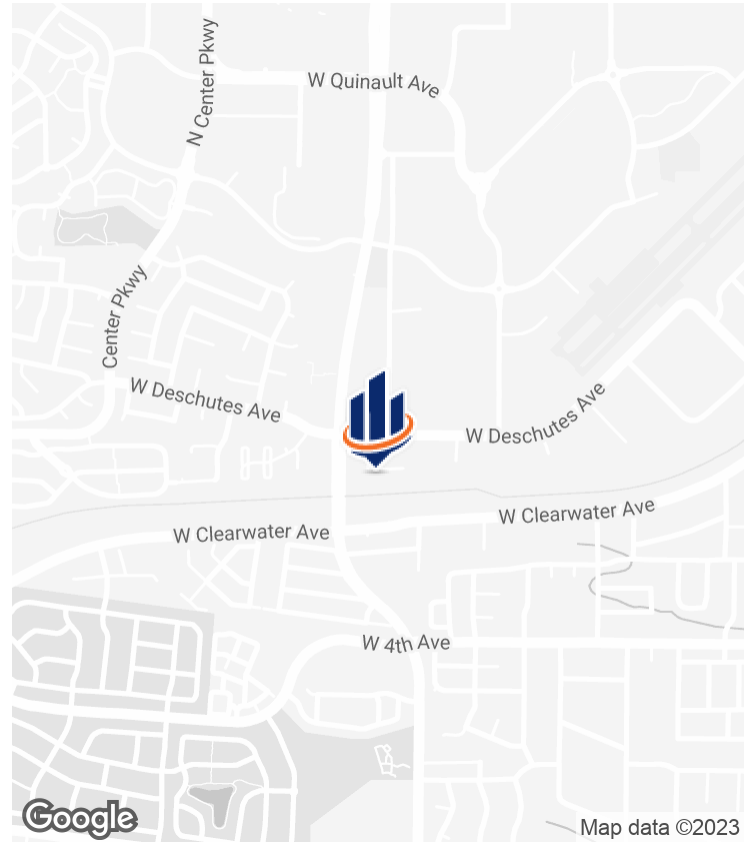 W Quinault Ave
N Center Pkwy
Center Pkwy
W Deschutes Ave
W Deschutes Ave
W Clearwater Ave
W Clearwater Ave
W 4th Ave
Google
Map data ©2023